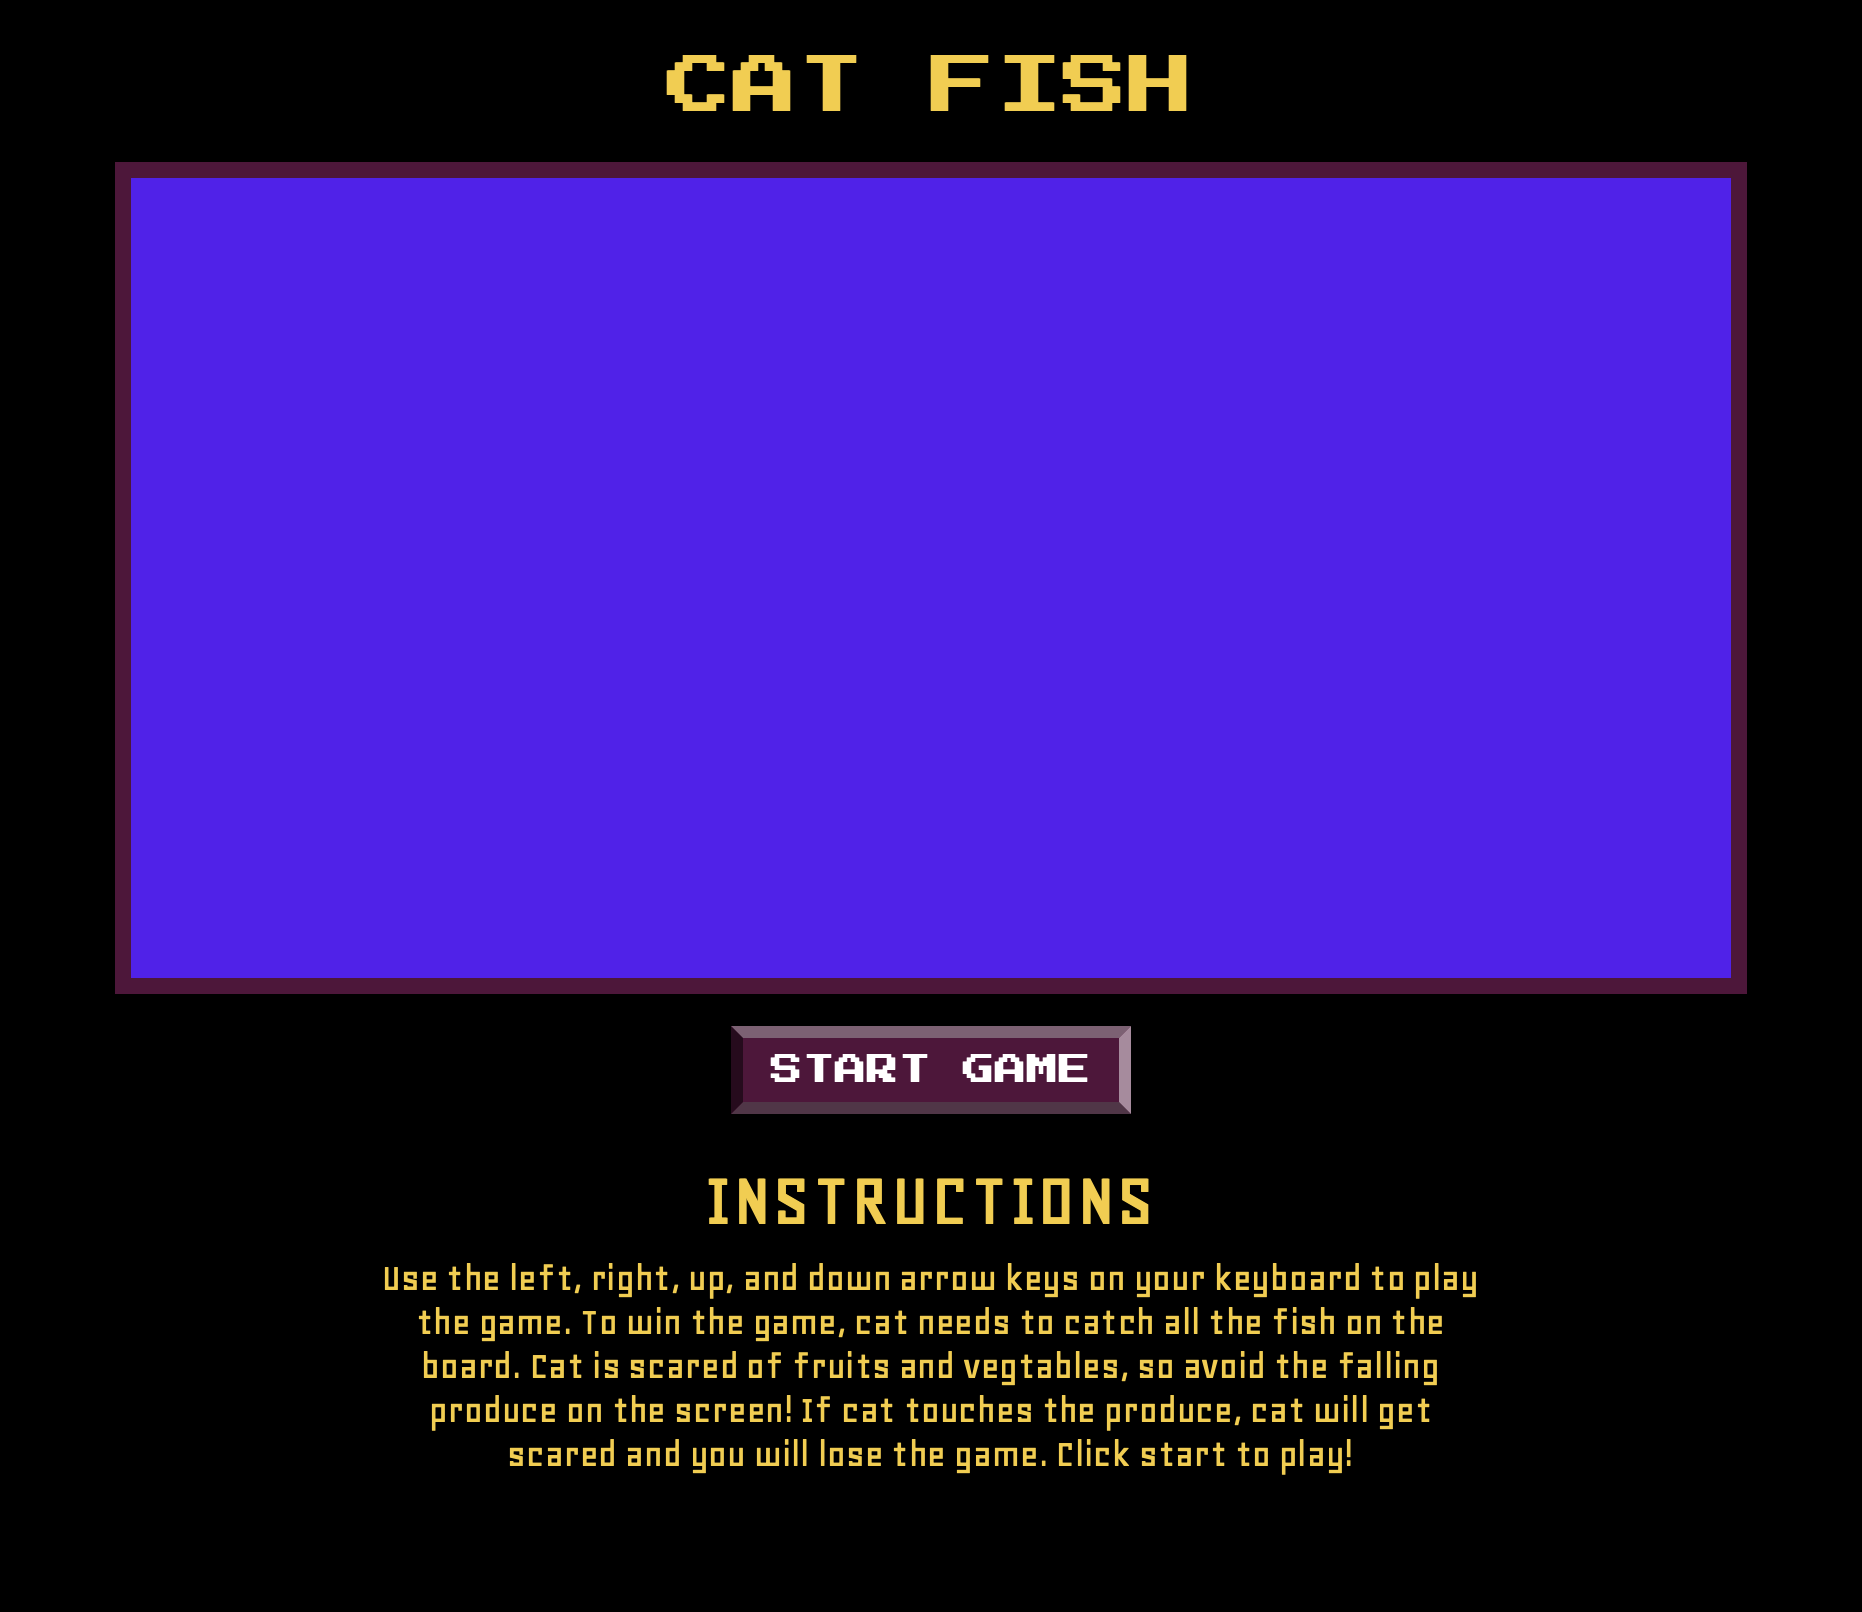 CAT FISH
START GAME
INSTRUCTIONS
Use the left, right, up, and down arrow keys on your keyboard to play
the game. To win the game, cat needs to catch all the fish on the
board. Cat is scared of fruits and vegtables, so avoid the falling
produce on the screen! If cat touches the produce, cat will get
scared and you will lose the game. Click start to play!